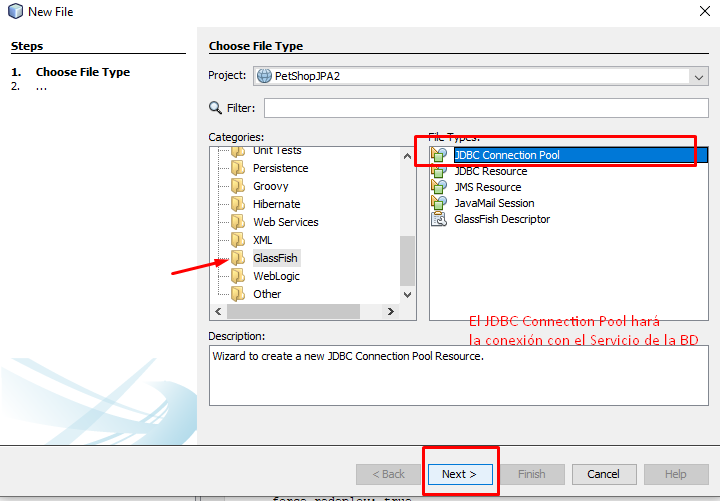 New File
Steps
1. Choose File Type
2. ...
Choose File Type
Project: PetShopJPA2
Filter:
Categories:
Unit Tests
Persistence
Groovy
Hibernate
Web Services
XML
GlassFish
WebLogic
Other
File Types:
JDBC Connection Pool
JDBC Resource
JMS Resource
JavaMail Session
GlassFish Descriptor
El JDBC Connection Pool hará
la conexión con el Servicio de la BD
Description:
Wizard to create a new JDBC Connection Pool Resource.
< Back
Next >
Finish
Cancel
Help
force redeploy: true